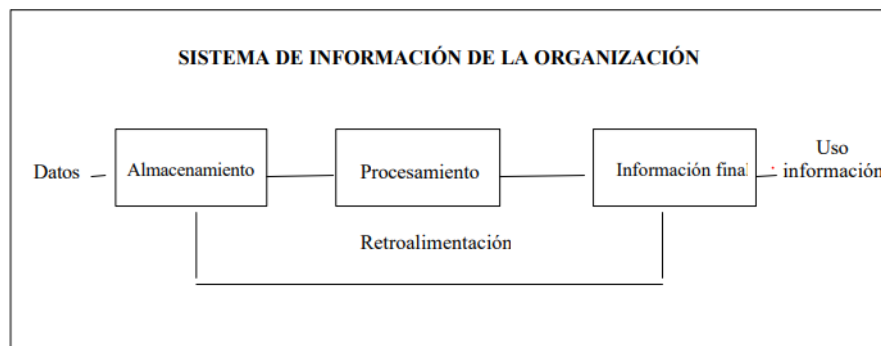 SISTEMA DE INFORMACIÓN DE LA ORGANIZACIÓN
Datos
Almacenamiento
Procesamiento
Información final
Uso
información
Retroalimentación